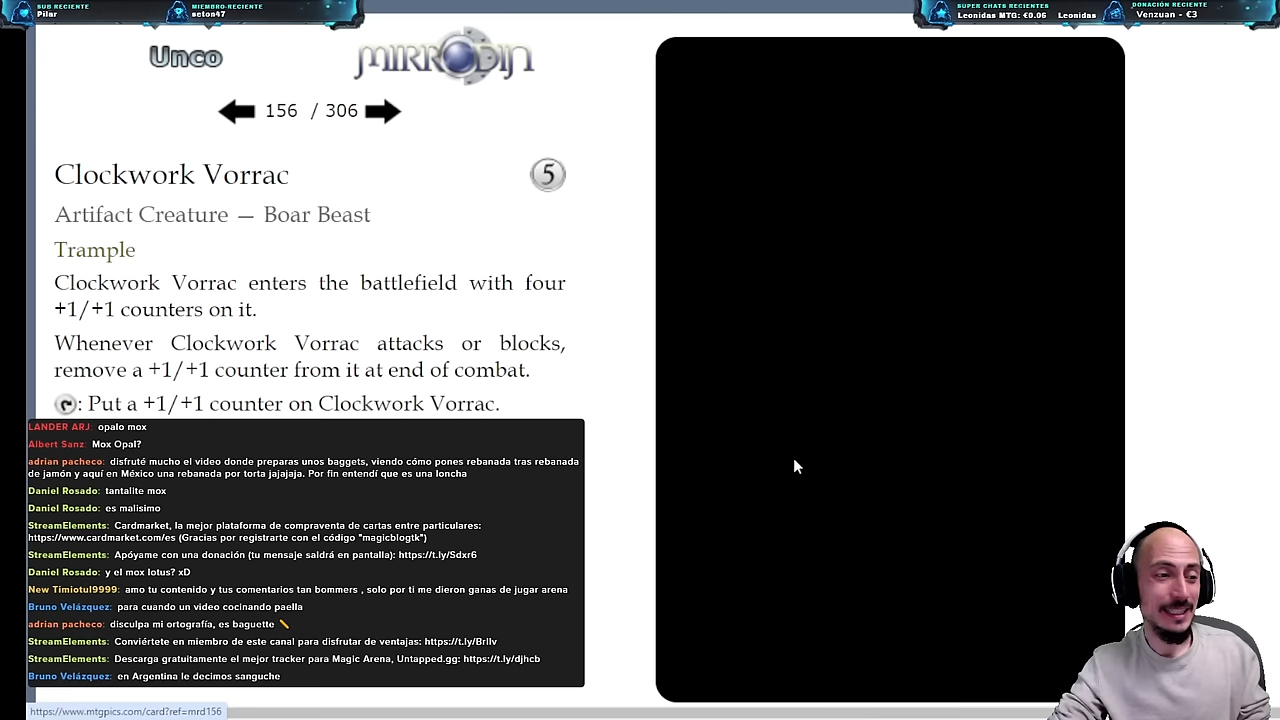 SUB RECIENTE
Pilar
MIEMBRO RECIENTE
seton47
SUPER CHATS RECIENTES
Leonidas MTG: €0.06 Leonidas
DONACIÓN RECIENTE
Venzuan - €3
Unco
MIRRODIN
156 / 306
Clockwork Vorrac
5
Artifact Creature — Boar Beast
Trample
Clockwork Vorrac enters the battlefield with four
+1/+1 counters on it.
Whenever Clockwork Vorrac attacks or blocks,
remove a +1/+1 counter from it at end of combat.
: Put a +1/+1 counter on Clockwork Vorrac.
LANDER ARJ: opalo mox
Albert Sanz: Mox Opal?
adrian pacheco: disfruté mucho el video donde preparas unos baggets, viendo cómo pones rebanada tras rebanada
de jamón y aquí en México una rebanada por torta jajajaja. Por fin entendí que es una loncha
Daniel Rosado: tantalite mox
Daniel Rosado: es malisimo
StreamElements: Cardmarket, la mejor plataforma de compraventa de cartas entre particulares:
https://www.cardmarket.com/es (Gracias por registrarte con el código "magicblogtk")
StreamElements: Apóyame con una donación (tu mensaje saldrá en pantalla): https://t.ly/Sdxr6
Daniel Rosado: y el mox lotus? xD
New Timiotul9999: amo tu contenido y tus comentarios tan bommers , solo por ti me dieron ganas de jugar arena
Bruno Velázquez: para cuando un video cocinando paella
adrian pacheco: disculpa mi ortografía, es baguette
StreamElements: Conviértete en miembro de este canal para disfrutar de ventajas: https://t.ly/BrIlv
StreamElements: Descarga gratuitamente el mejor tracker para Magic Arena, Untapped.gg: https://t.ly/djhcb
Bruno Velázquez: en Argentina le decimos sanguche
https://www.mtgpics.com/card?ref=mrd156